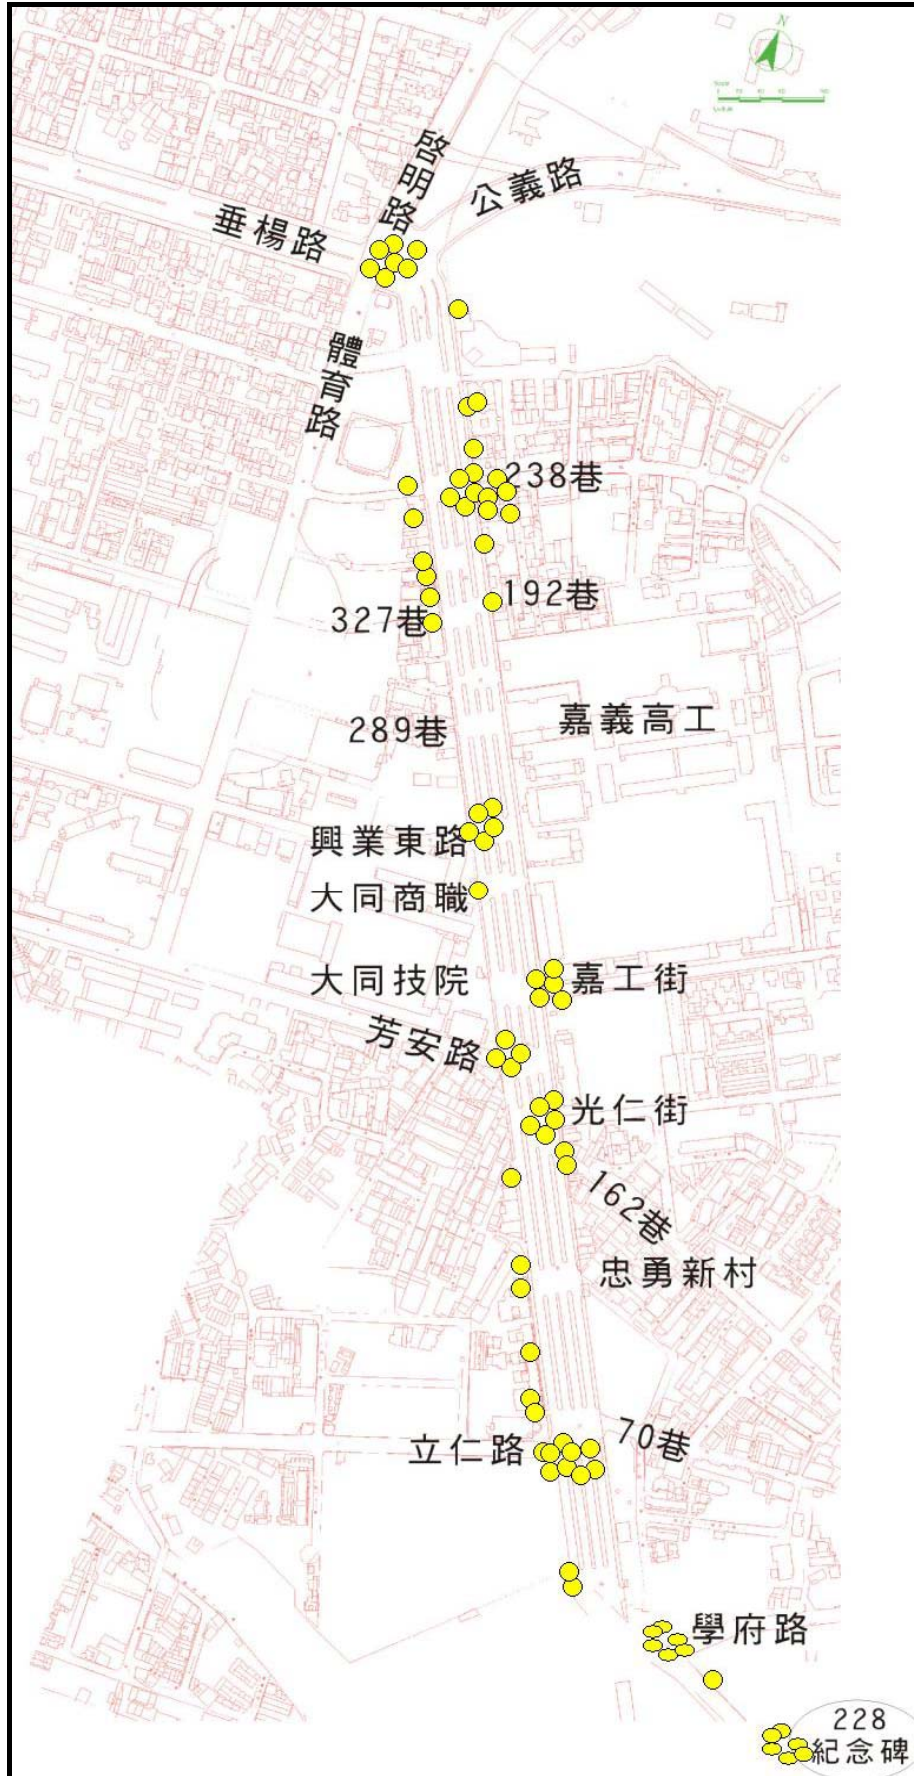 N
啓明路
公義路
垂楊路
體育路
238巷
192巷
327巷
289巷
嘉義高工
興業東路
大同商職
大同技院
嘉工街
芳安路
光仁街
162巷
忠勇新村
70巷
立仁路
學府路
228
紀念碑